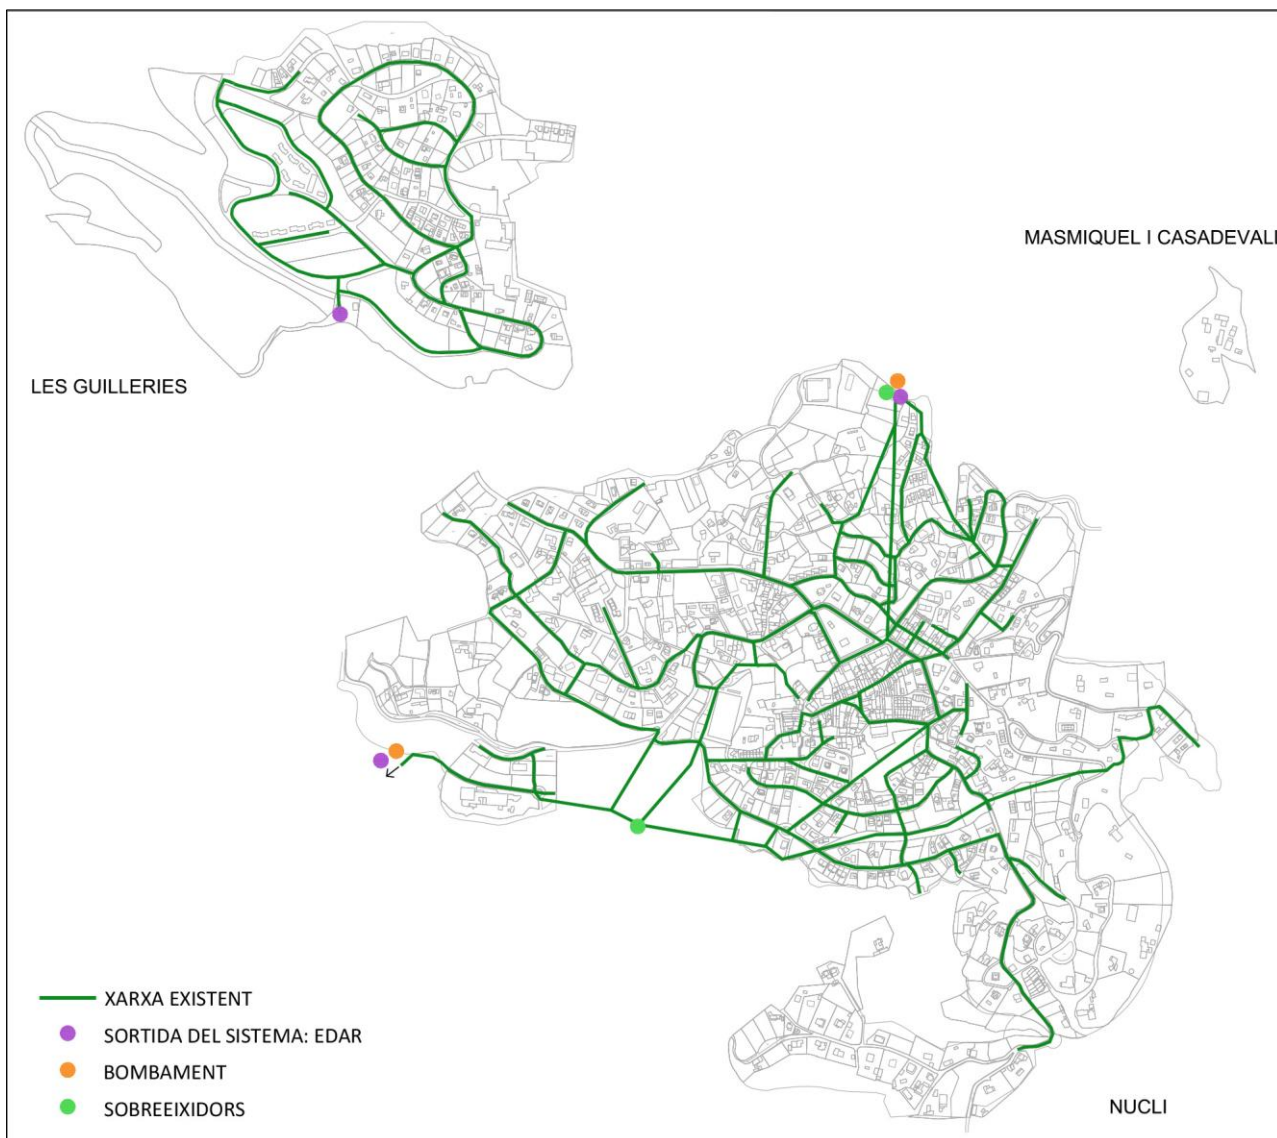 MASMIQUEL I CASADEVALL
LES GUILLERIES
XARXA EXISTENT
SORTIDA DEL SISTEMA: EDAR
BOMBAMENT
SOBREEIXIDORS
NUCLI